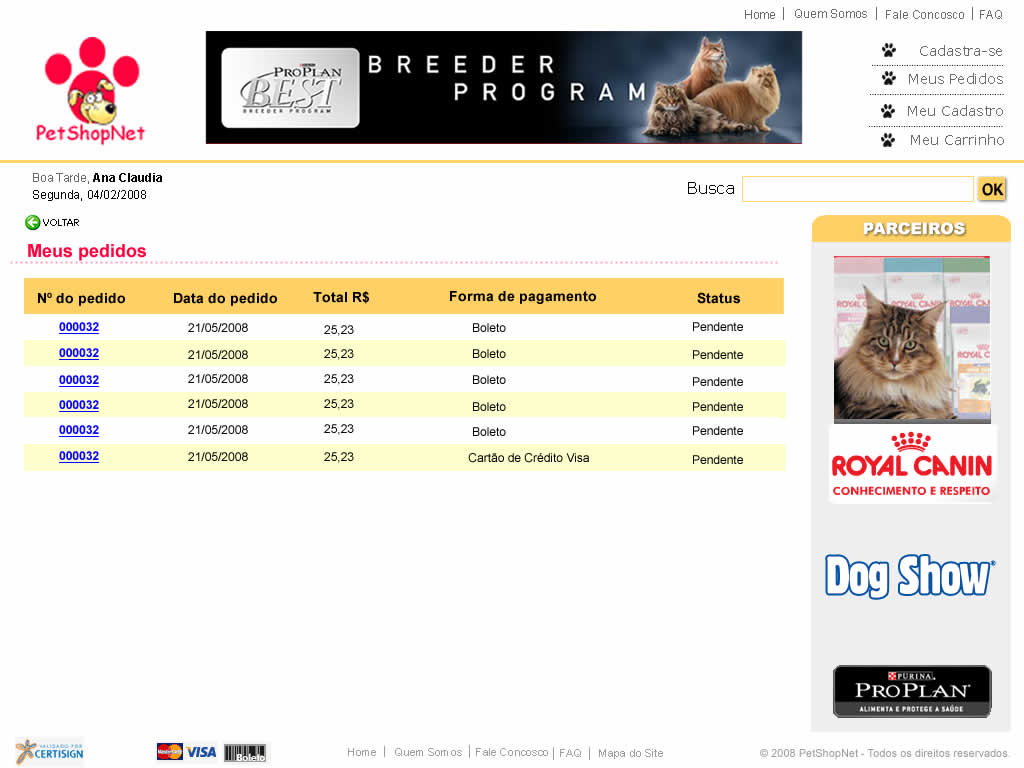 Home | Quem Somos | Fale Concosco | FAQ
PetShopNet
PROPLAN
BEST
BREEDER PROGRAM
BREEDER
PROGRAM
Cadastra-se
Meus Pedidos
Meu Cadastro
Meu Carrinho
Boa Tarde, Ana Claudia
Segunda, 04/02/2008
Busca OK
VOLTAR
Meus pedidos
Nº do pedido Data do pedido Total R$ Forma de pagamento Status
000032 21/05/2008 25,23 Boleto Pendente
000032 21/05/2008 25,23 Boleto Pendente
000032 21/05/2008 25,23 Boleto Pendente
000032 21/05/2008 25,23 Boleto Pendente
000032 21/05/2008 25,23 Boleto Pendente
000032 21/05/2008 25,23 Cartão de Crédito Visa Pendente
PARCEIROS
ROYAL CANIN
CONHECIMENTO E RESPEITO
Dog Show
PURINA
PROPLAN
ALIMENTA E PROTEGE A SAÚDE
VALIDADO POR
CERTISIGN
MasterCard VISA Boleto
Home | Quem Somos | Fale Concosco | FAQ | Mapa do Site
© 2008 PetShopNet - Todos os direitos reservados.